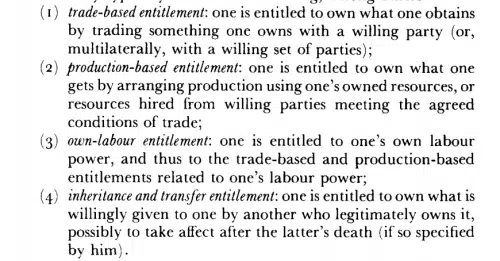 (1) trade-based entitlement: one is entitled to own what one obtains
by trading something one owns with a willing party (or,
multilaterally, with a willing set of parties);
(2) production-based entitlement: one is entitled to own what one
gets by arranging production using one's owned resources, or
resources hired from willing parties meeting the agreed
conditions of trade;
(3) own-labour entitlement: one is entitled to one's own labour
power, and thus to the trade-based and production-based
entitlements related to one's labour power;
(4) inheritance and transfer entitlement: one is entitled to own what is
willingly given to one by another who legitimately owns it,
possibly to take affect after the latter's death (if so specified
by him).